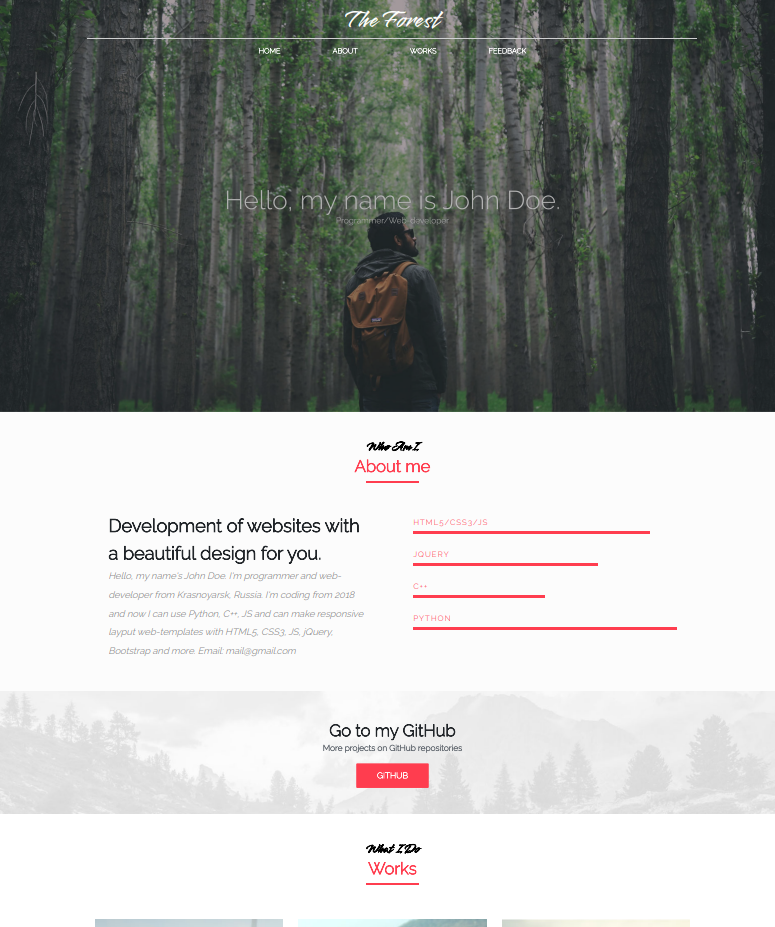 The Forest
HOME ABOUT WORKS FEEDBACK
Hello, my name is John Doe.
Programmer/Web-developer
Who Am I
About me
Development of websites with
a beautiful design for you.
Hello, my name's John Doe. I'm programmer and web-
developer from Krasnoyarsk, Russia. I'm coding from 2018
and now I can use Python, C++, JS and can make responsive
layput web-templates with HTML5, CSS3, JS, jQuery,
Bootstrap and more. Email: mail@gmail.com
HTML5/CSS3/JS
JQUERY
C++
PYTHON
Go to my GitHub
More projects on GitHub repositories
GITHUB
What I Do
Works